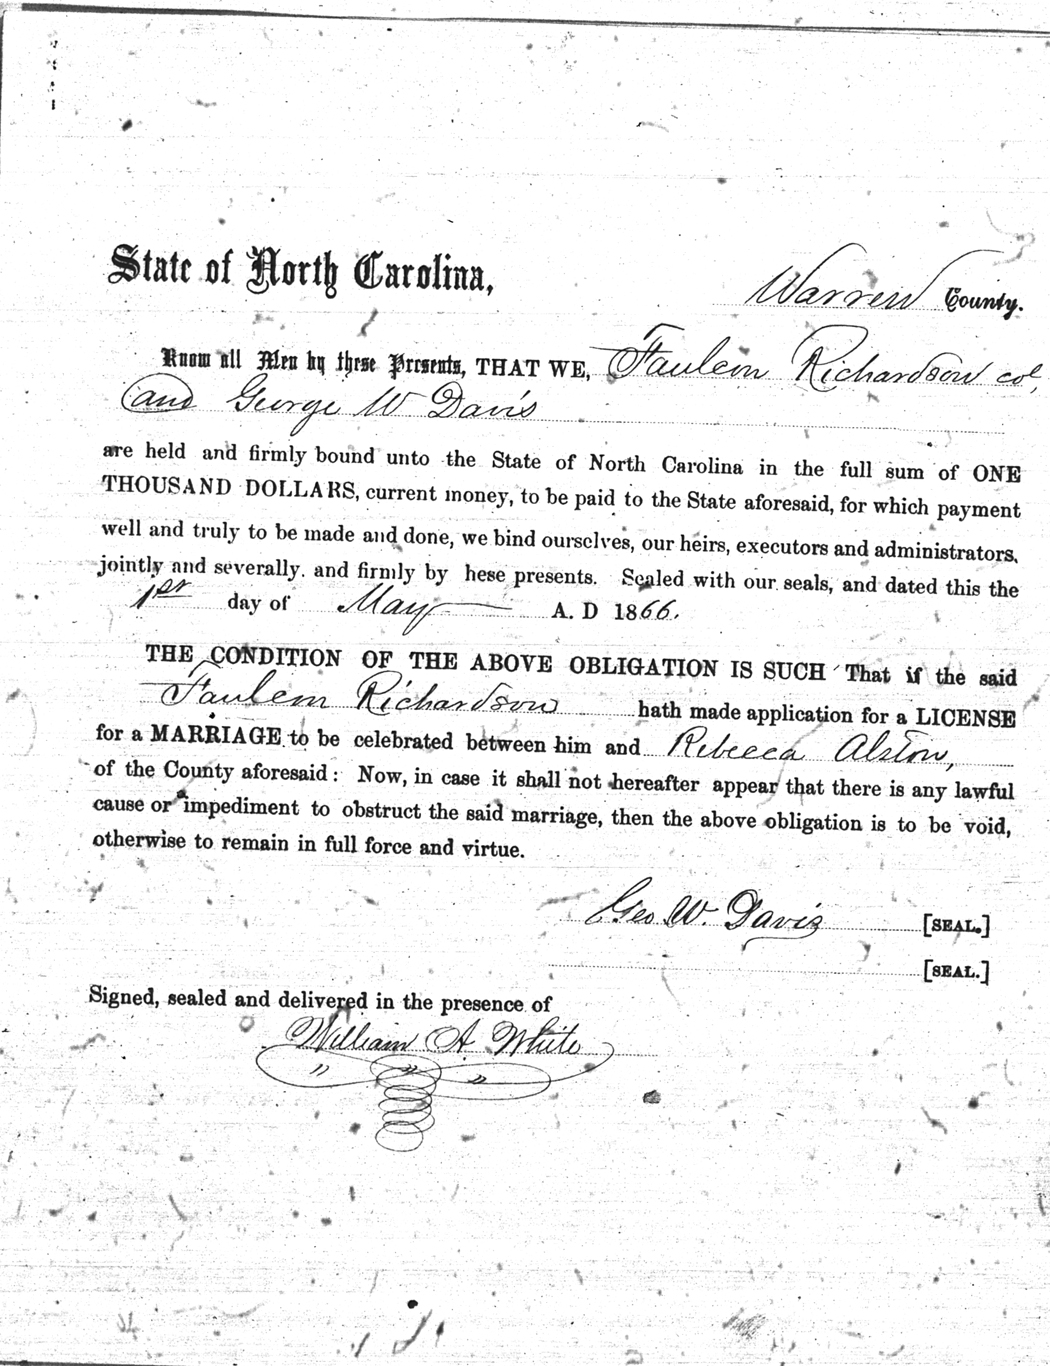 State of North Carolina,
Warren County.
Know all Men by these Presents, THAT WE, Faulcon Richardson col,
and George W Davis
are held and firmly bound unto the State of North Carolina in the full sum of ONE
THOUSAND DOLLARS, current money, to be paid to the State aforesaid, for which payment
well and truly to be made and done, we bind ourselves, our heirs, executors and administrators,
jointly and severally. and firmly by hese presents. Sealed with our seals, and dated this the
1st day of May A. D 1866.
THE CONDITION OF THE ABOVE OBLIGATION IS SUCH That if the said
Faulcon Richardson hath made application for a LICENSE
for a MARRIAGE to be celebrated between him and Rebecca Alston,
of the County aforesaid: Now, in case it shall not hereafter appear that there is any lawful
cause or impediment to obstruct the said marriage, then the above obligation is to be void,
otherwise to remain in full force and virtue.
Geo W. Davis [SEAL.]
[SEAL.]
Signed, sealed and delivered in the presence of
William A White